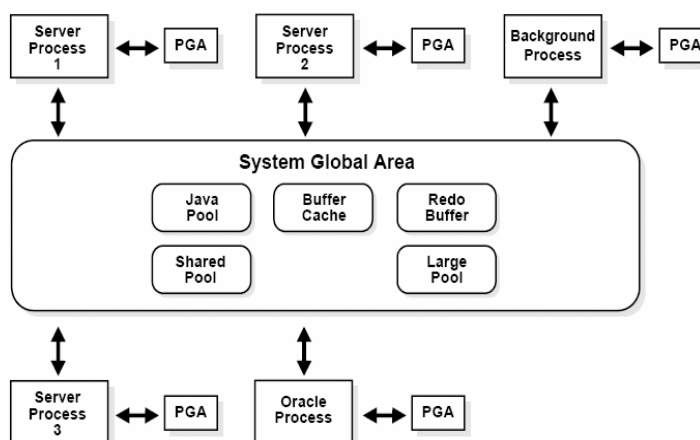 Server
Process
1
PGA
Server
Process
2
PGA
Background
Process
PGA
System Global Area
Java
Pool
Buffer
Cache
Redo
Buffer
Shared
Pool
Large
Pool
Server
Process
3
PGA
Oracle
Process
PGA